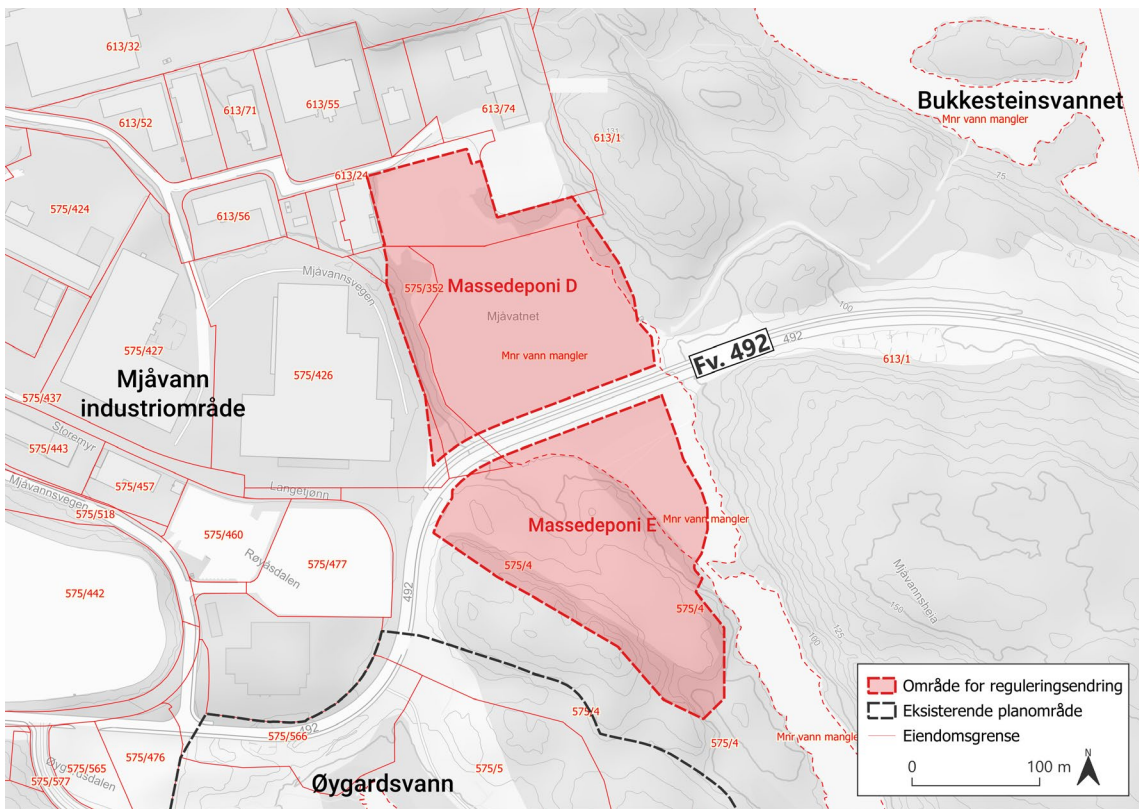 613/32
613/52
613/71
613/55
613/74
131
613/1
Bukkesteinsvannet
Mnr vann mangler
75
613/24
575/424
613/56
Mjåvannsvegen
575/352
Massedeponi D
Mjåvatnet
Mnr vann mangler
100
Fv. 492
492
613/1
575/427
575/426
Mjåvann
industriområde
575/437
Storemyr
575/443
575/457
Langetjønn
Mjåvannsvegen
575/518
575/460
575/477
Røyåsdalen
575/442
492
Massedeponi E
Mnr vann mangler
575/4
575/4
Mjåvannsheia
150
125
100
575/4
575/4
492
575/566
575/476
575/565
575/577
Øygardsdalen
575/5
Øygardsvann
Mnr vann mangler
Område for reguleringsendring
Eksisterende planområde
Eiendomsgrense
0 100 m
N